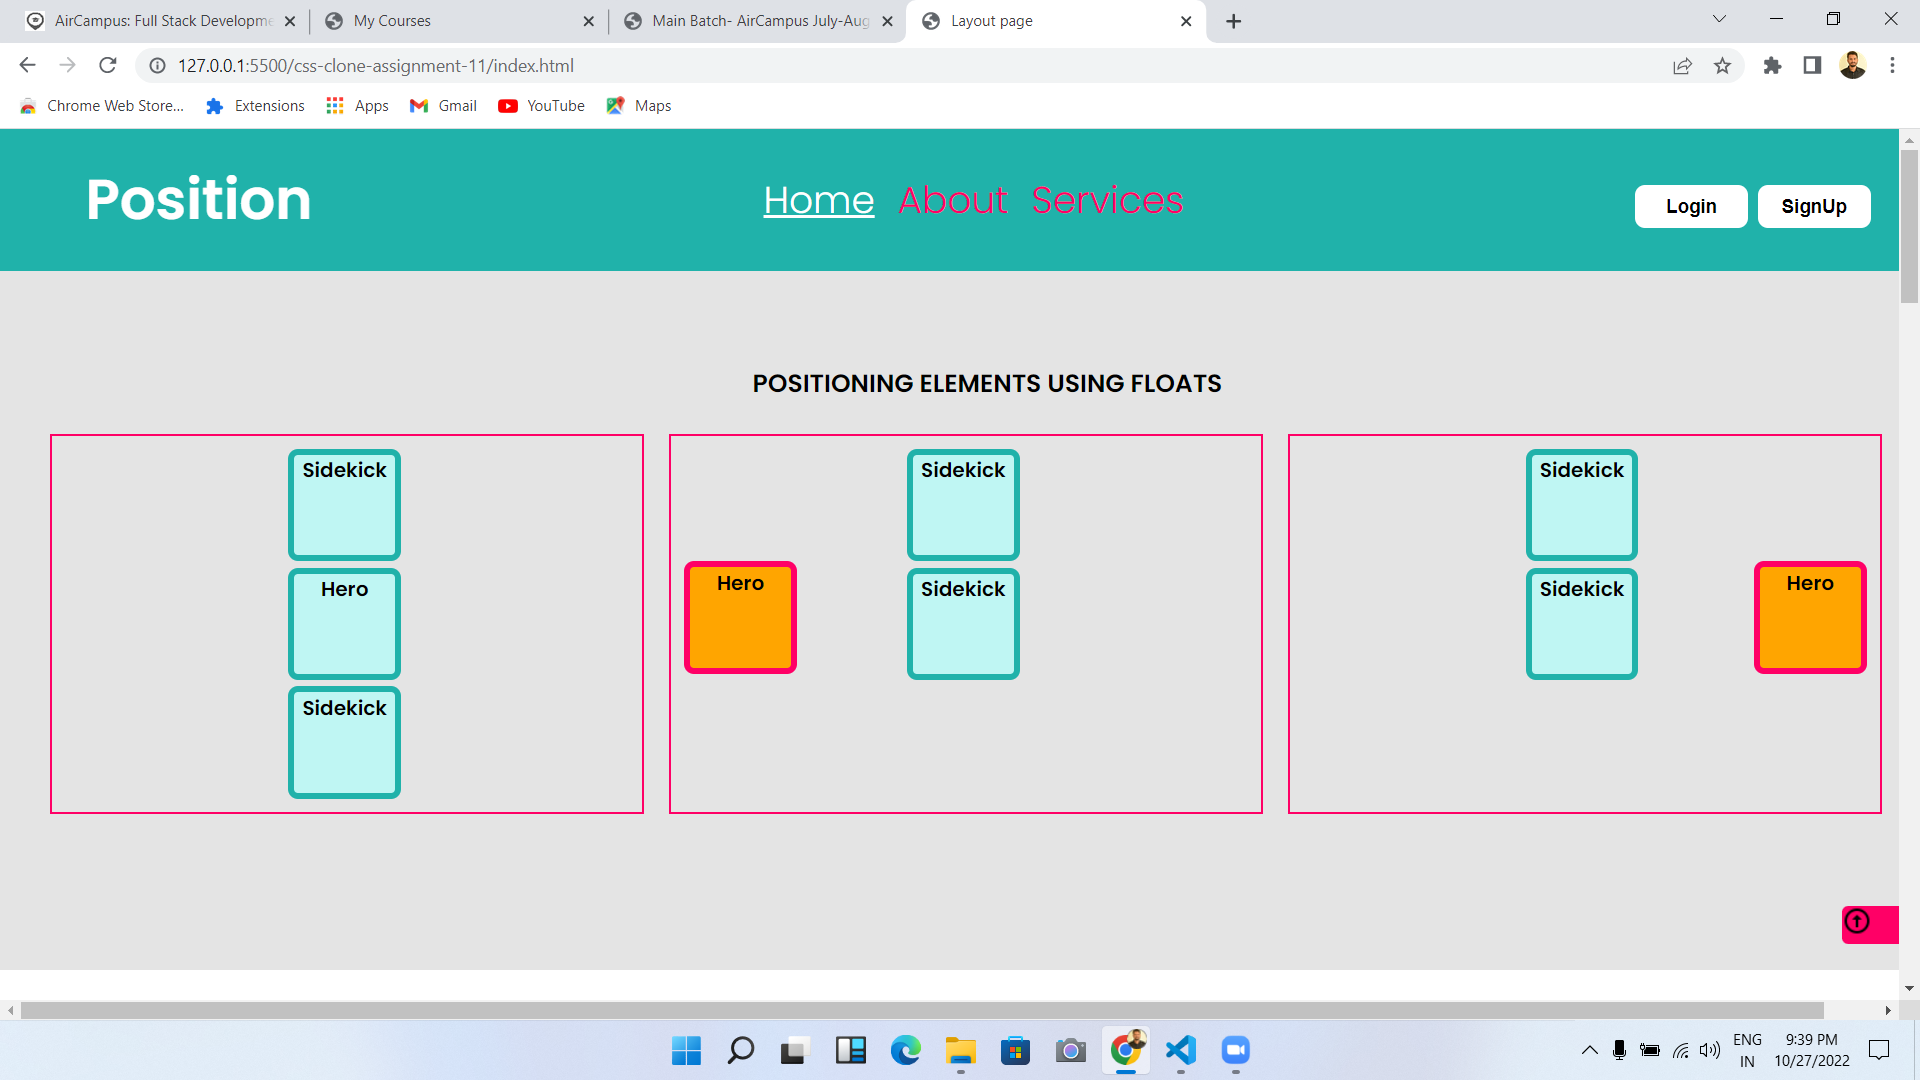 AirCampus: Full Stack Developme
My Courses
Main Batch- AirCampus July-Aug
Layout page
127.0.0.1:5500/css-clone-assignment-11/index.html
Chrome Web Store...
Extensions
Apps
Gmail
YouTube
Maps
Position
Home
About
Services
Login
SignUp
POSITIONING ELEMENTS USING FLOATS
Sidekick
Hero
Sidekick
Sidekick
Hero
Sidekick
Sidekick
Sidekick
Hero
ENG
IN
9:39 PM
10/27/2022